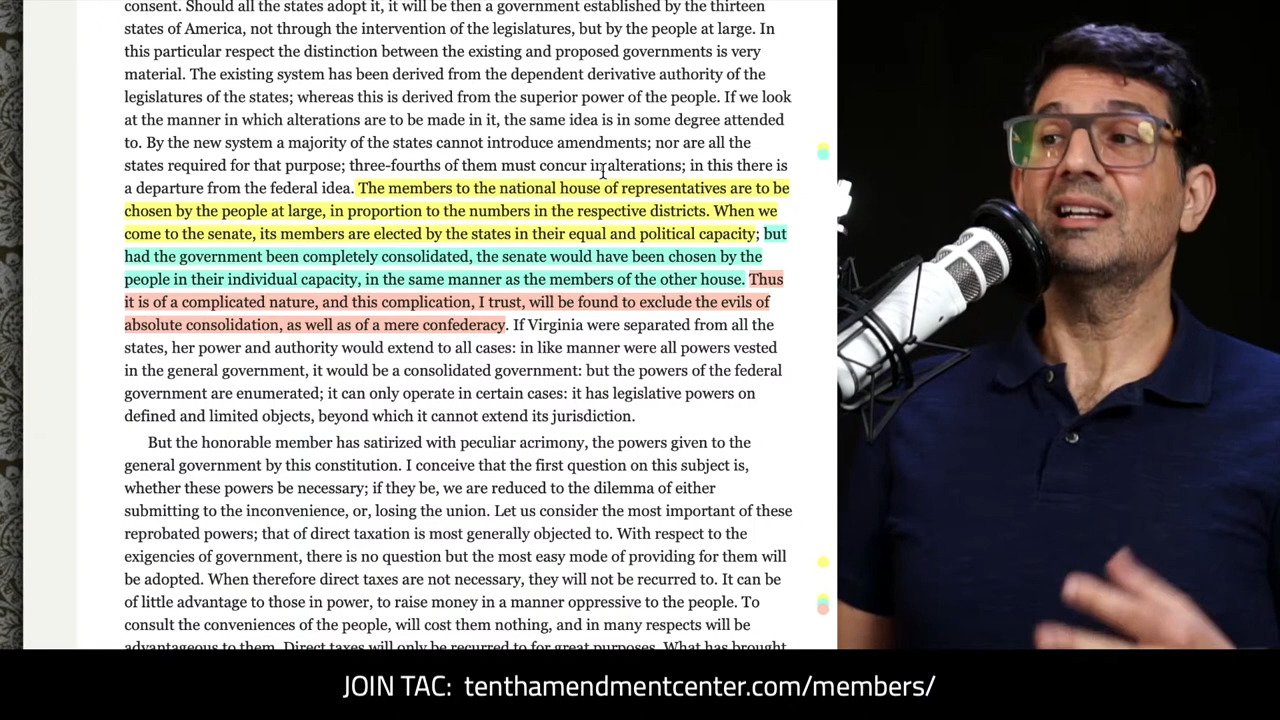 consent. Should all the states adopt it, it will be then a government established by the thirteen
states of America, not through the intervention of the legislatures, but by the people at large. In
this particular respect the distinction between the existing and proposed governments is very
material. The existing system has been derived from the dependent derivative authority of the
legislatures of the states; whereas this is derived from the superior power of the people. If we look
at the manner in which alterations are to be made in it, the same idea is in some degree attended
to. By the new system a majority of the states cannot introduce amendments; nor are all the
states required for that purpose; three-fourths of them must concur in alterations; in this there is
a departure from the federal idea. The members to the national house of representatives are to be
chosen by the people at large, in proportion to the numbers in the respective districts. When we
come to the senate, its members are elected by the states in their equal and political capacity; but
had the government been completely consolidated, the senate would have been chosen by the
people in their individual capacity, in the same manner as the members of the other house. Thus
it is of a complicated nature, and this complication, I trust, will be found to exclude the evils of
absolute consolidation, as well as of a mere confederacy. If Virginia were separated from all the
states, her power and authority would extend to all cases: in like manner were all powers vested
in the general government, it would be a consolidated government: but the powers of the federal
government are enumerated; it can only operate in certain cases: it has legislative powers on
defined and limited objects, beyond which it cannot extend its jurisdiction.
But the honorable member has satirized with peculiar acrimony, the powers given to the
general government by this constitution. I conceive that the first question on this subject is,
whether these powers be necessary; if they be, we are reduced to the dilemma of either
submitting to the inconvenience, or, losing the union. Let us consider the most important of these
reprobated powers; that of direct taxation is most generally objected to. With respect to the
exigencies of government, there is no question but the most easy mode of providing for them will
be adopted. When therefore direct taxes are not necessary, they will not be recurred to. It can be
of little advantage to those in power, to raise money in a manner oppressive to the people. To
consult the conveniences of the people, will cost them nothing, and in many respects will be
advantageous to them. Direct taxes will only be recurred to for great purposes. What has brought
JOIN TAC: tenthamendmentcenter.com/members/